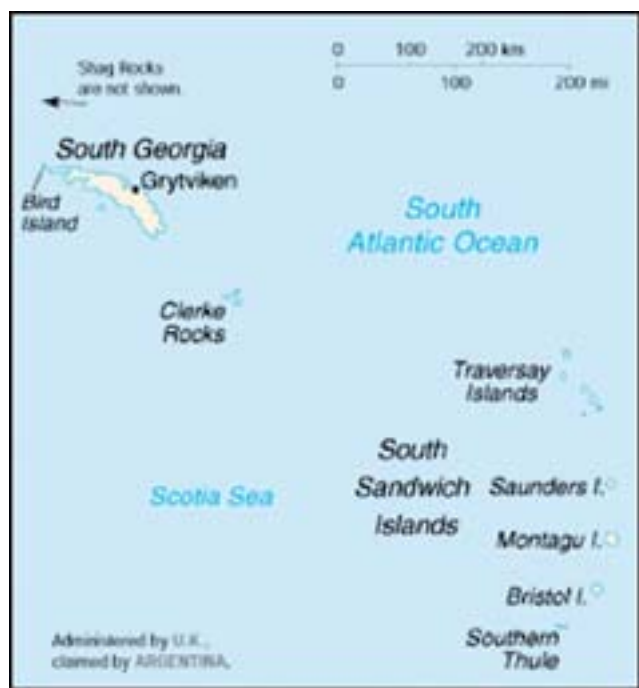 Shag Rocks
are not shown.
0 100 200 km
0 100 200 mi
South Georgia
Grytviken
Bird
Island
South
Atlantic Ocean
Clerke
Rocks
Traversay
Islands
South
Sandwich
Islands
Saunders I.
Scotia Sea
Montagu I.
Bristol I.
Southern
Thule
Administered by U.K.,
claimed by ARGENTINA.